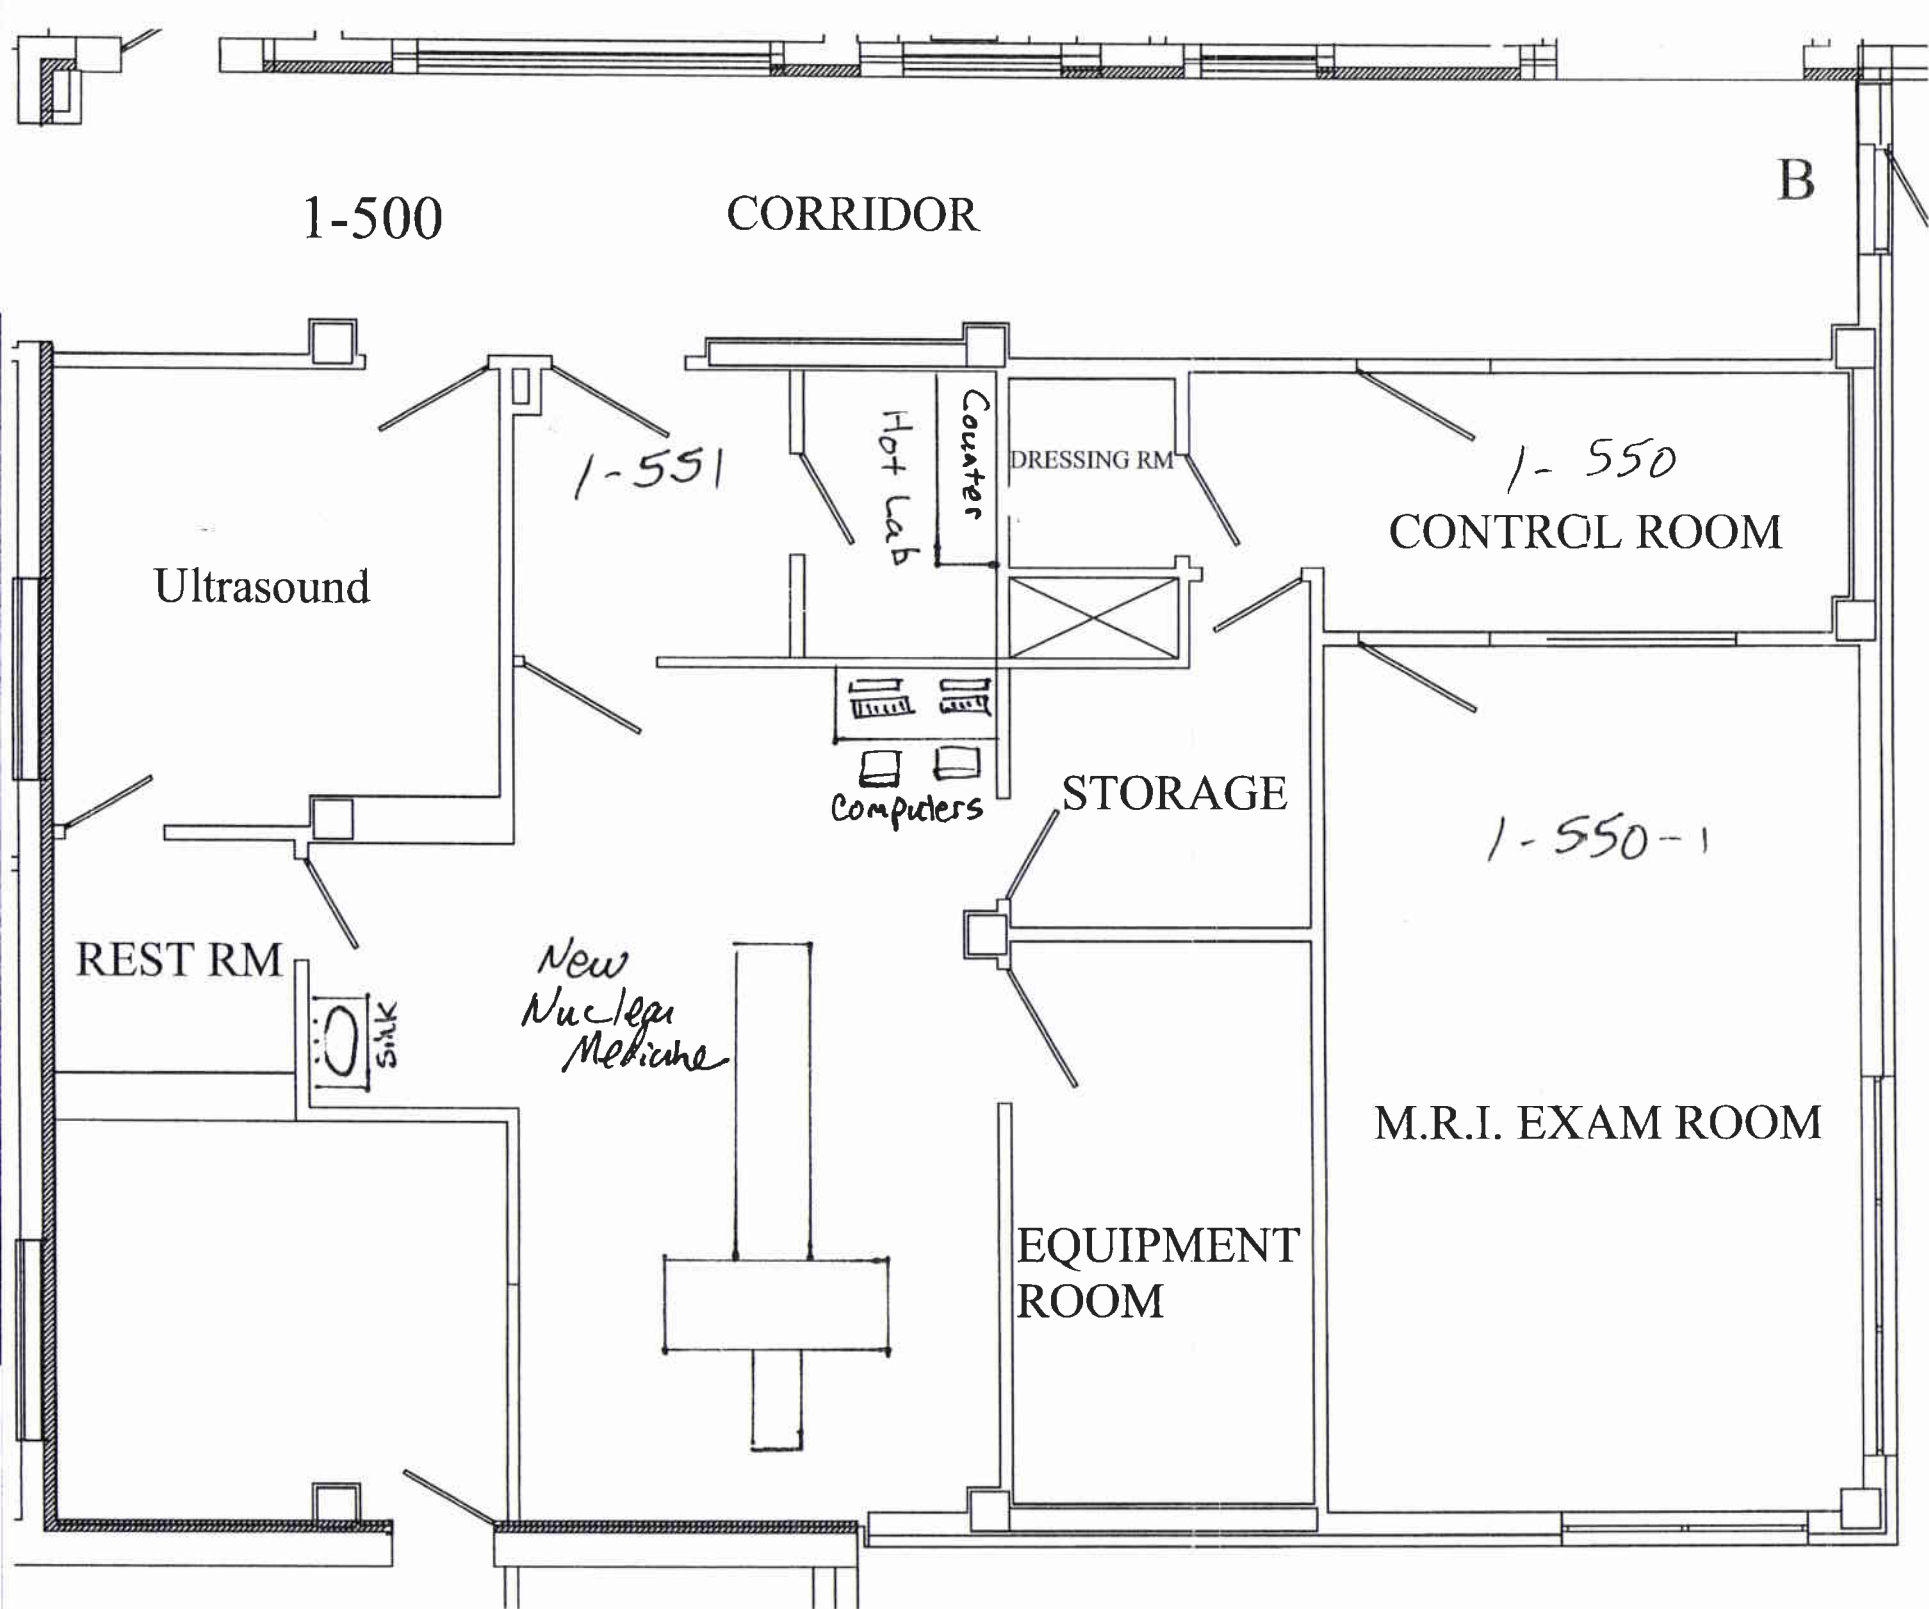 1-500
CORRIDOR
B
1-551
Hot Lab
Counter
DRESSING RM
1-550
CONTROL ROOM
Ultrasound
Computers
STORAGE
1-550-1
REST RM
Sink
New
Nuclear
Medicine
M.R.I. EXAM ROOM
EQUIPMENT
ROOM